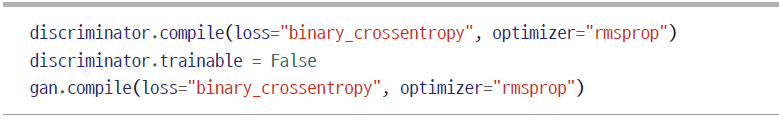 discriminator.compile(loss="binary_crossentropy", optimizer="rmsprop")
discriminator.trainable = False
gan.compile(loss="binary_crossentropy", optimizer="rmsprop")